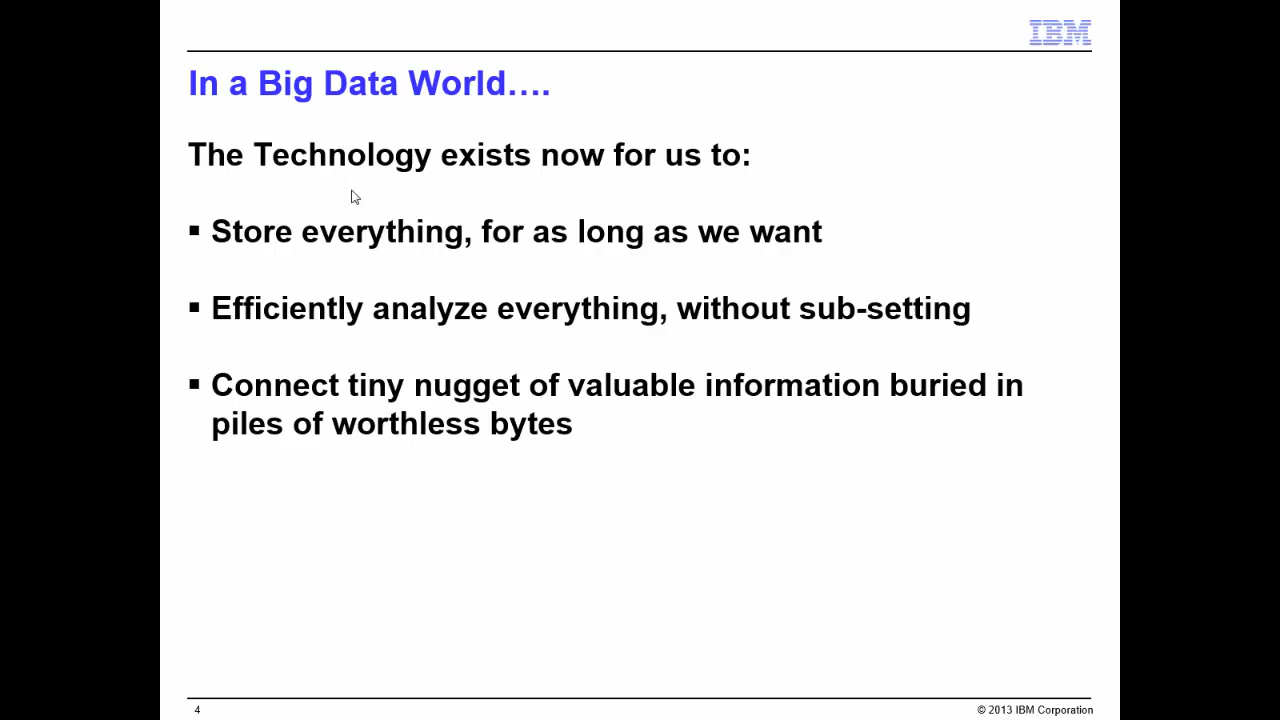 IBM
In a Big Data World….
The Technology exists now for us to:
▪ Store everything, for as long as we want
▪ Efficiently analyze everything, without sub-setting
▪ Connect tiny nugget of valuable information buried in
piles of worthless bytes
4
© 2013 IBM Corporation